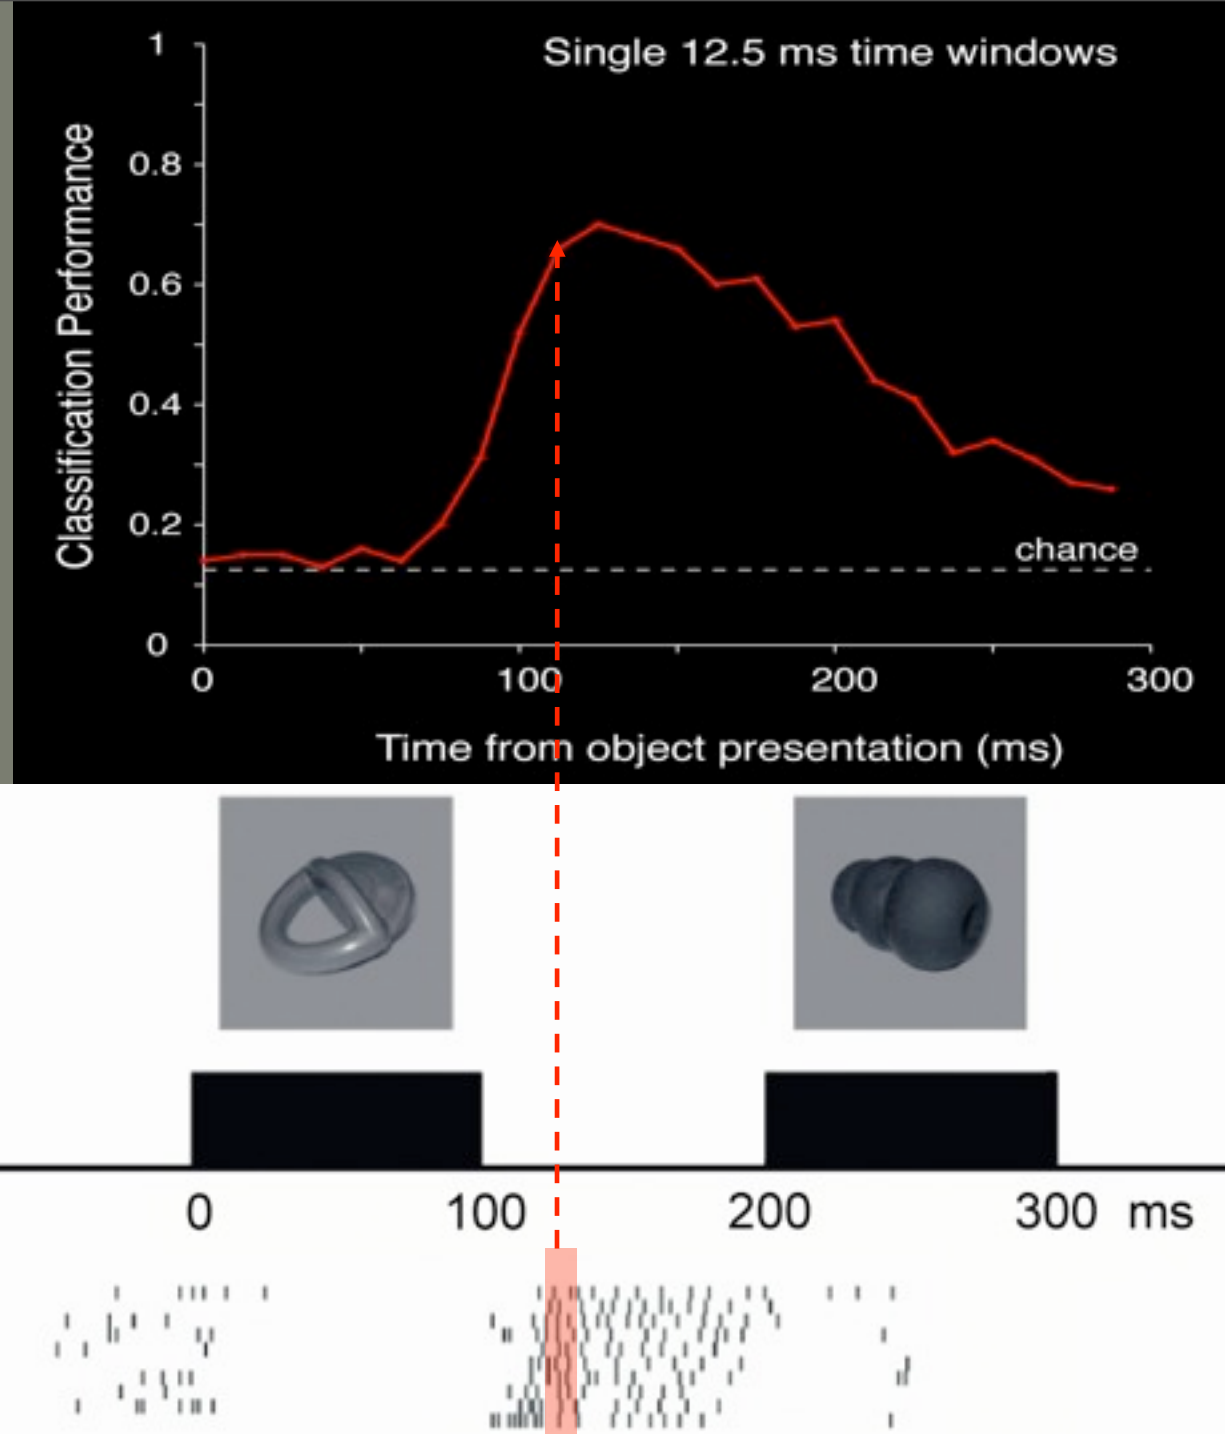 Single 12.5 ms time windows
Classification Performance
1
0.8
0.6
0.4
0.2
0
chance
0 100 200 300
Time from object presentation (ms)
0 100 200 300 ms